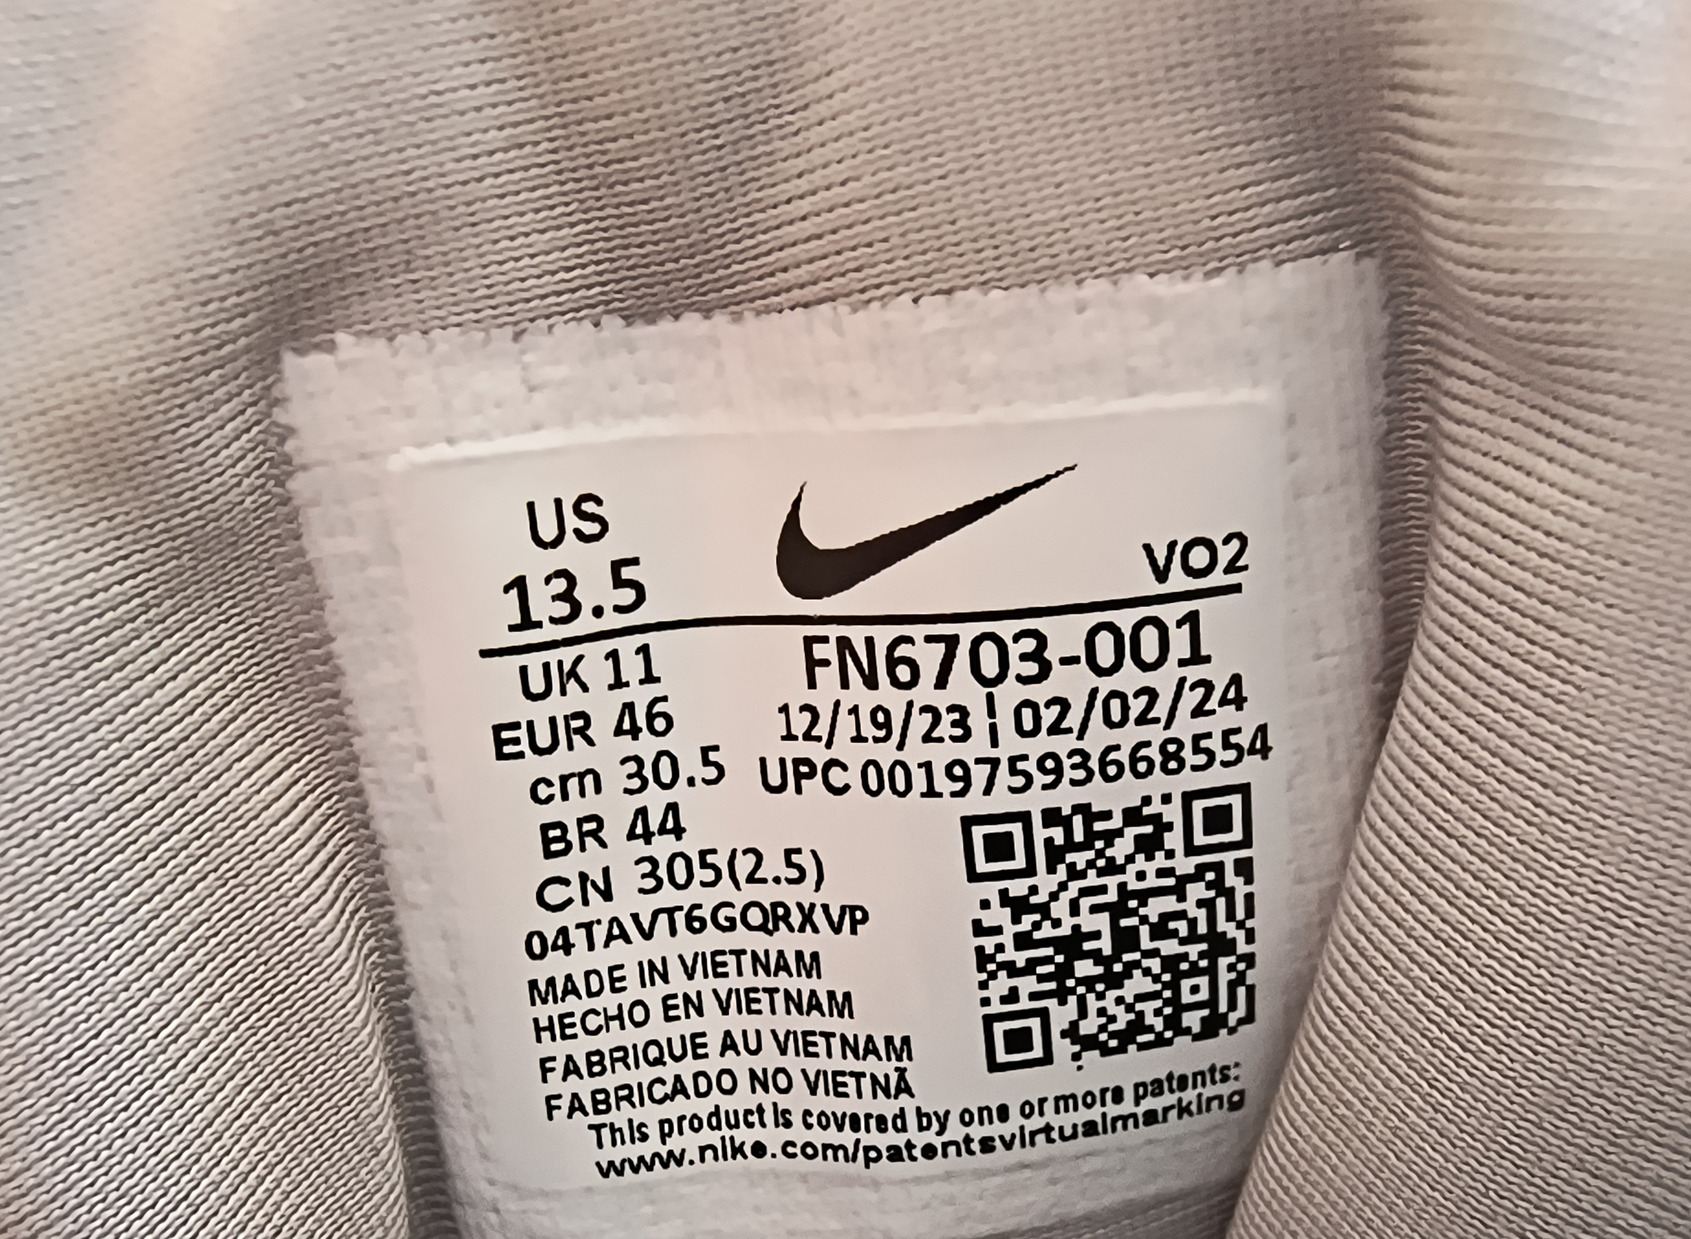 US
13.5
VO2
UK 11
FN6703-001
EUR 46
12/19/23 | 02/02/24
cm 30.5
UPC 00197593668554
BR 44
CN 305(2.5)
04TAVT6GQRXVP
MADE IN VIETNAM
HECHO EN VIETNAM
FABRIQUE AU VIETNAM
FABRICADO NO VIETNÃ
This product is covered by one or more patents:
www.nike.com/patentsvirtualmarking